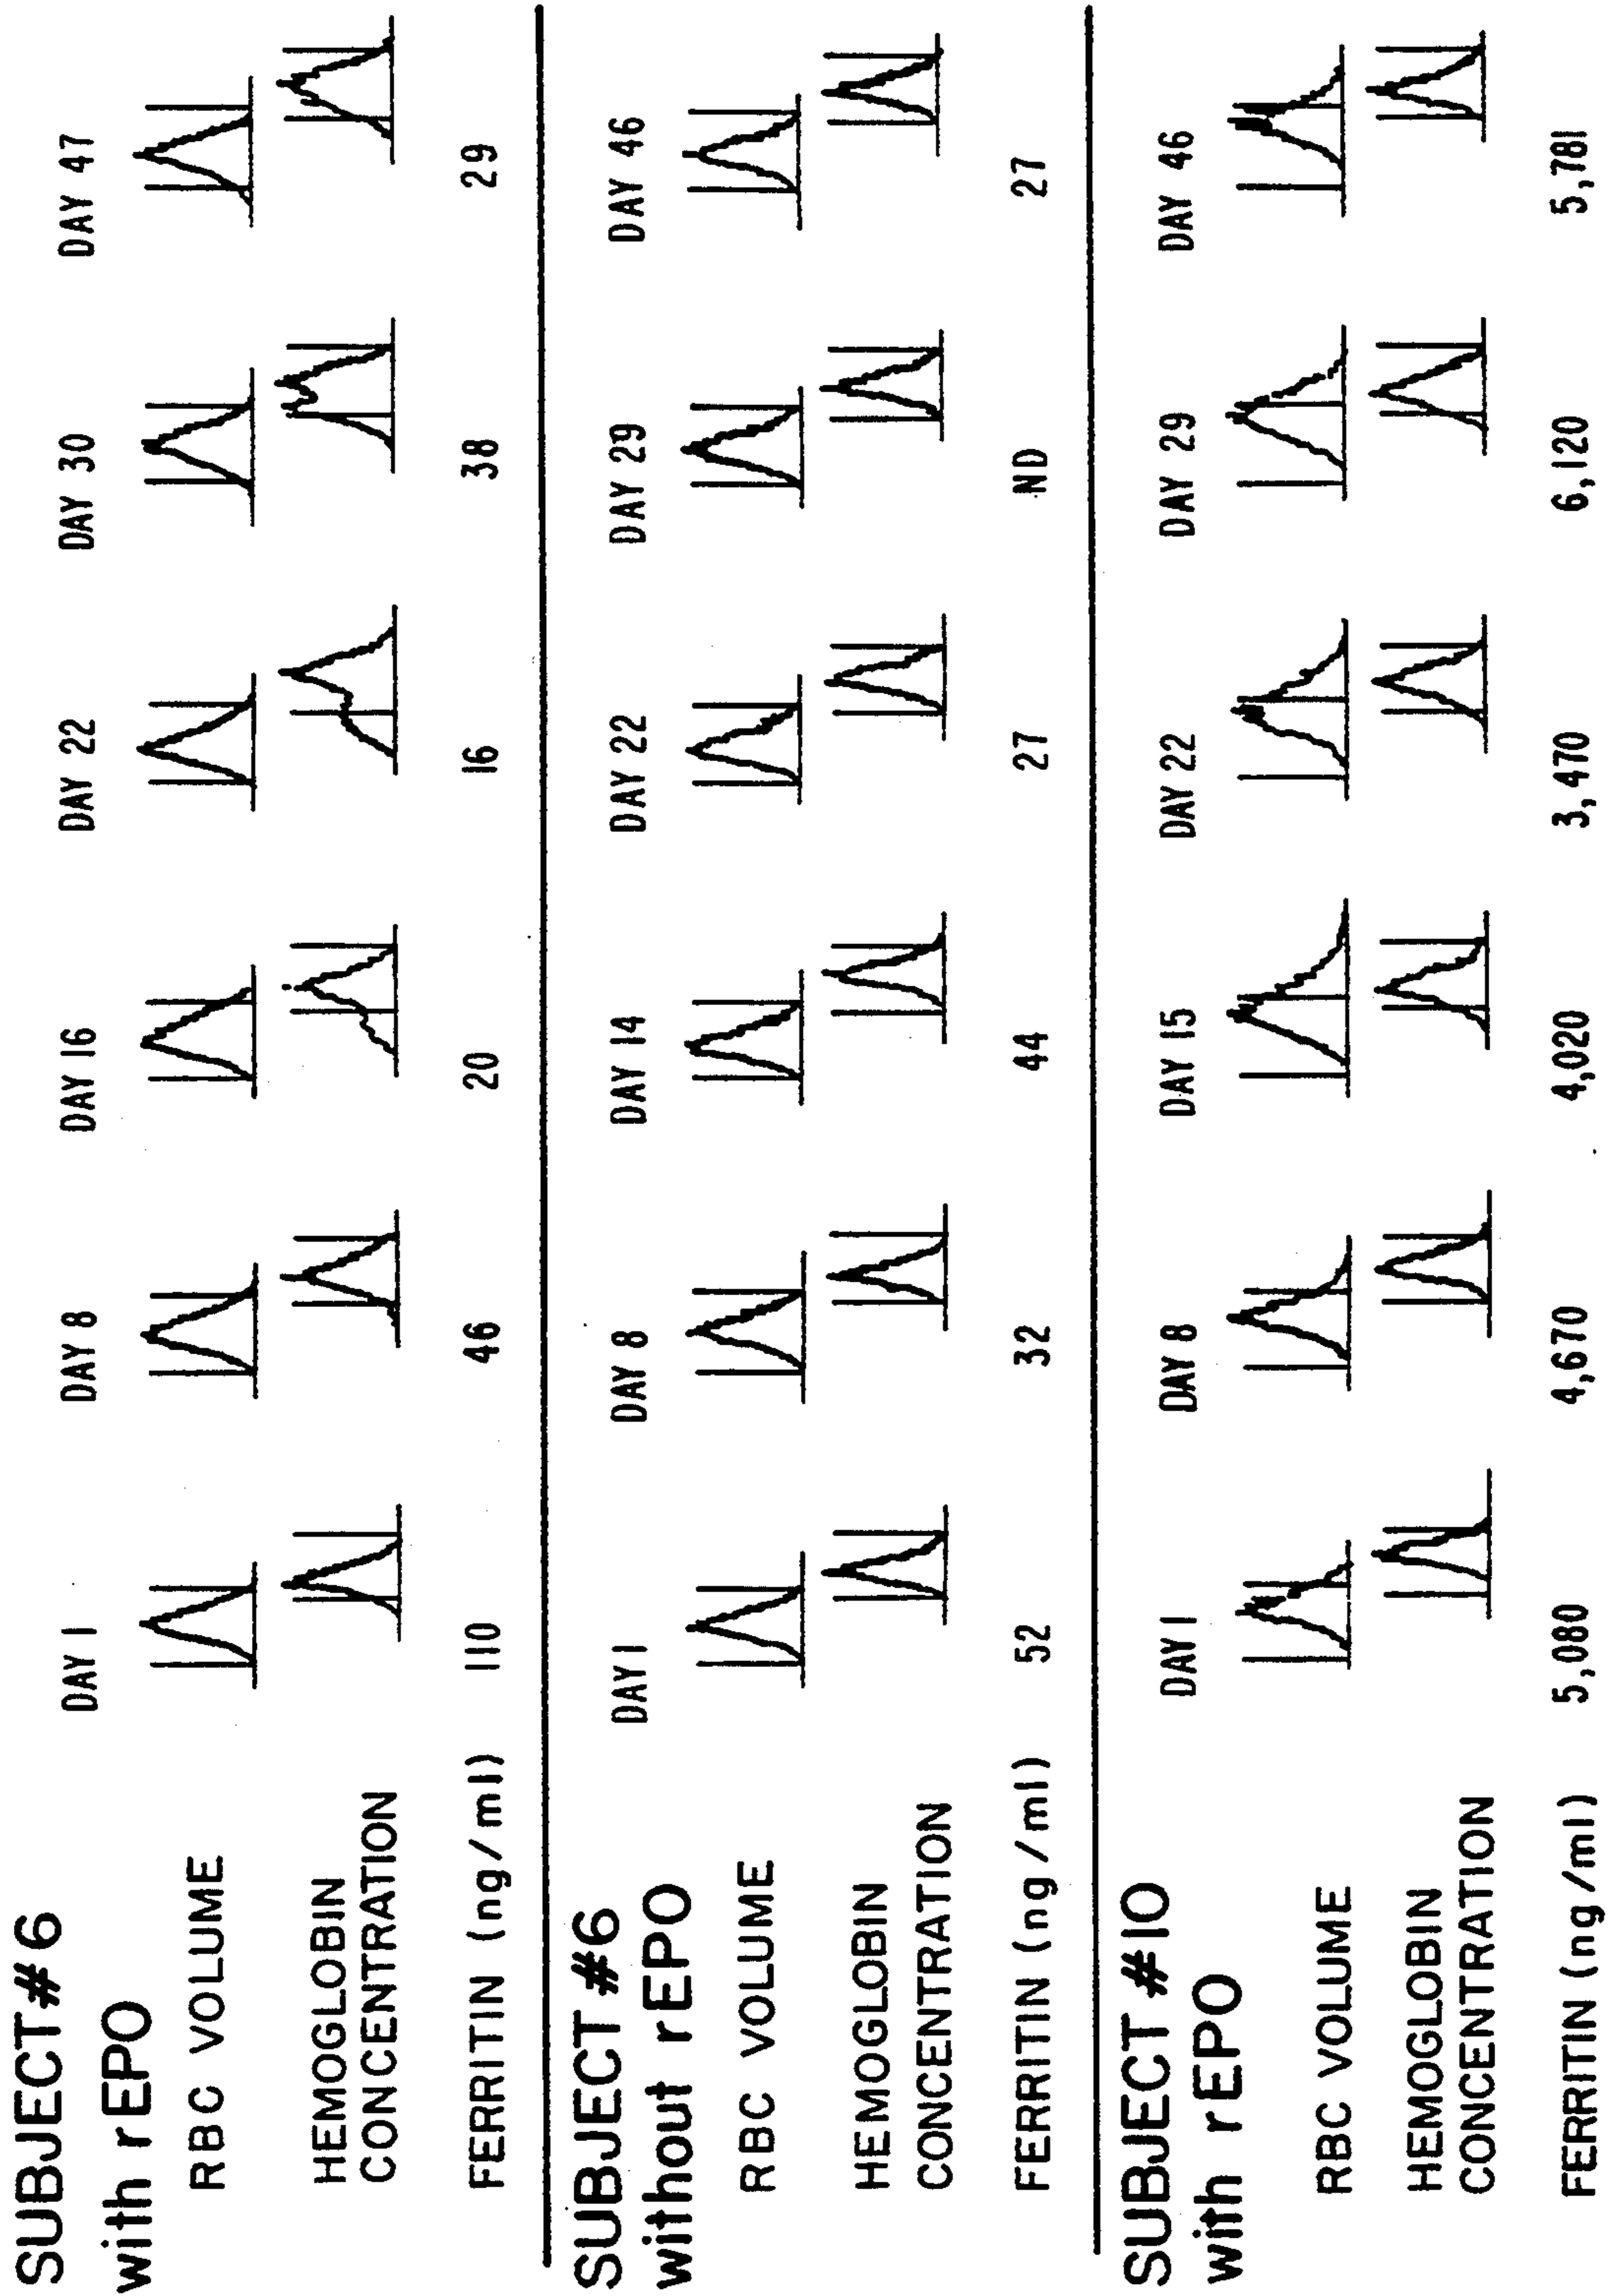 SUBJECT #6
with rEPO
DAY 1 DAY 8 DAY 16 DAY 22 DAY 30 DAY 47
RBC VOLUME
HEMOGLOBIN
CONCENTRATION
FERRITIN (ng/ml) 110 46 20 16 38 29
SUBJECT #6
without rEPO
DAY 1 DAY 8 DAY 14 DAY 22 DAY 29 DAY 46
RBC VOLUME
HEMOGLOBIN
CONCENTRATION
FERRITIN (ng/ml) 52 32 44 27 ND 27
SUBJECT #10
with rEPO
DAY 1 DAY 8 DAY 15 DAY 22 DAY 29 DAY 46
RBC VOLUME
HEMOGLOBIN
CONCENTRATION
FERRITIN (ng/ml) 5,080 4,670 4,020 3,470 6,120 5,781